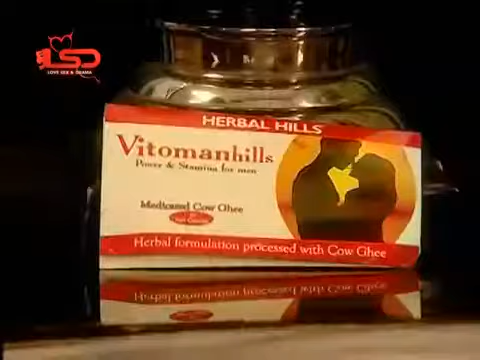 LSD
LOVE SEX & DRAMA
HERBAL HILLS
Vitomanhills
Power & Stamina for men
Medicated Cow Ghee
Herbal formulation processed with Cow Ghee